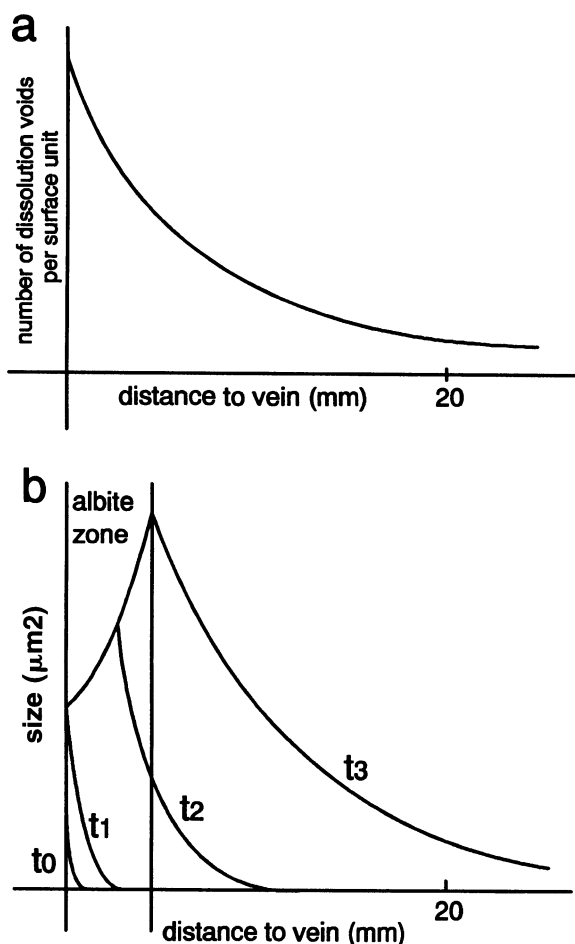 a
number of dissolution voids
per surface unit
distance to vein (mm)
20
b
albite
zone
size (μm2)
t0
t1
t2
t3
20
distance to vein (mm)